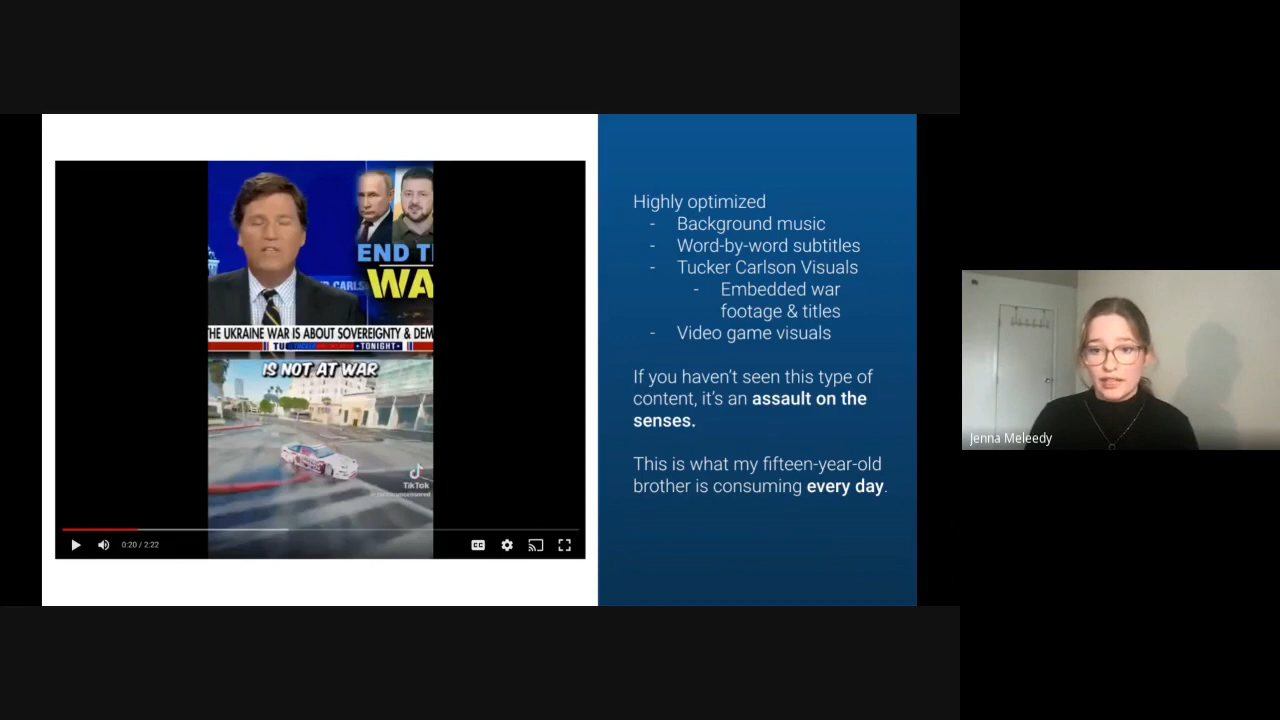 END T
WA
ER CARLS
THE UKRAINE WAR IS ABOUT SOVEREIGNTY & DEM
TONIGHT
IS NOT AT WAR
TikTok
0:20 / 2:22
Highly optimized
- Background music
- Word-by-word subtitles
- Tucker Carlson Visuals
- Embedded war
footage & titles
- Video game visuals
If you haven't seen this type of
content, it's an assault on the
senses.
This is what my fifteen-year-old
brother is consuming every day.
Jenna Meleedy